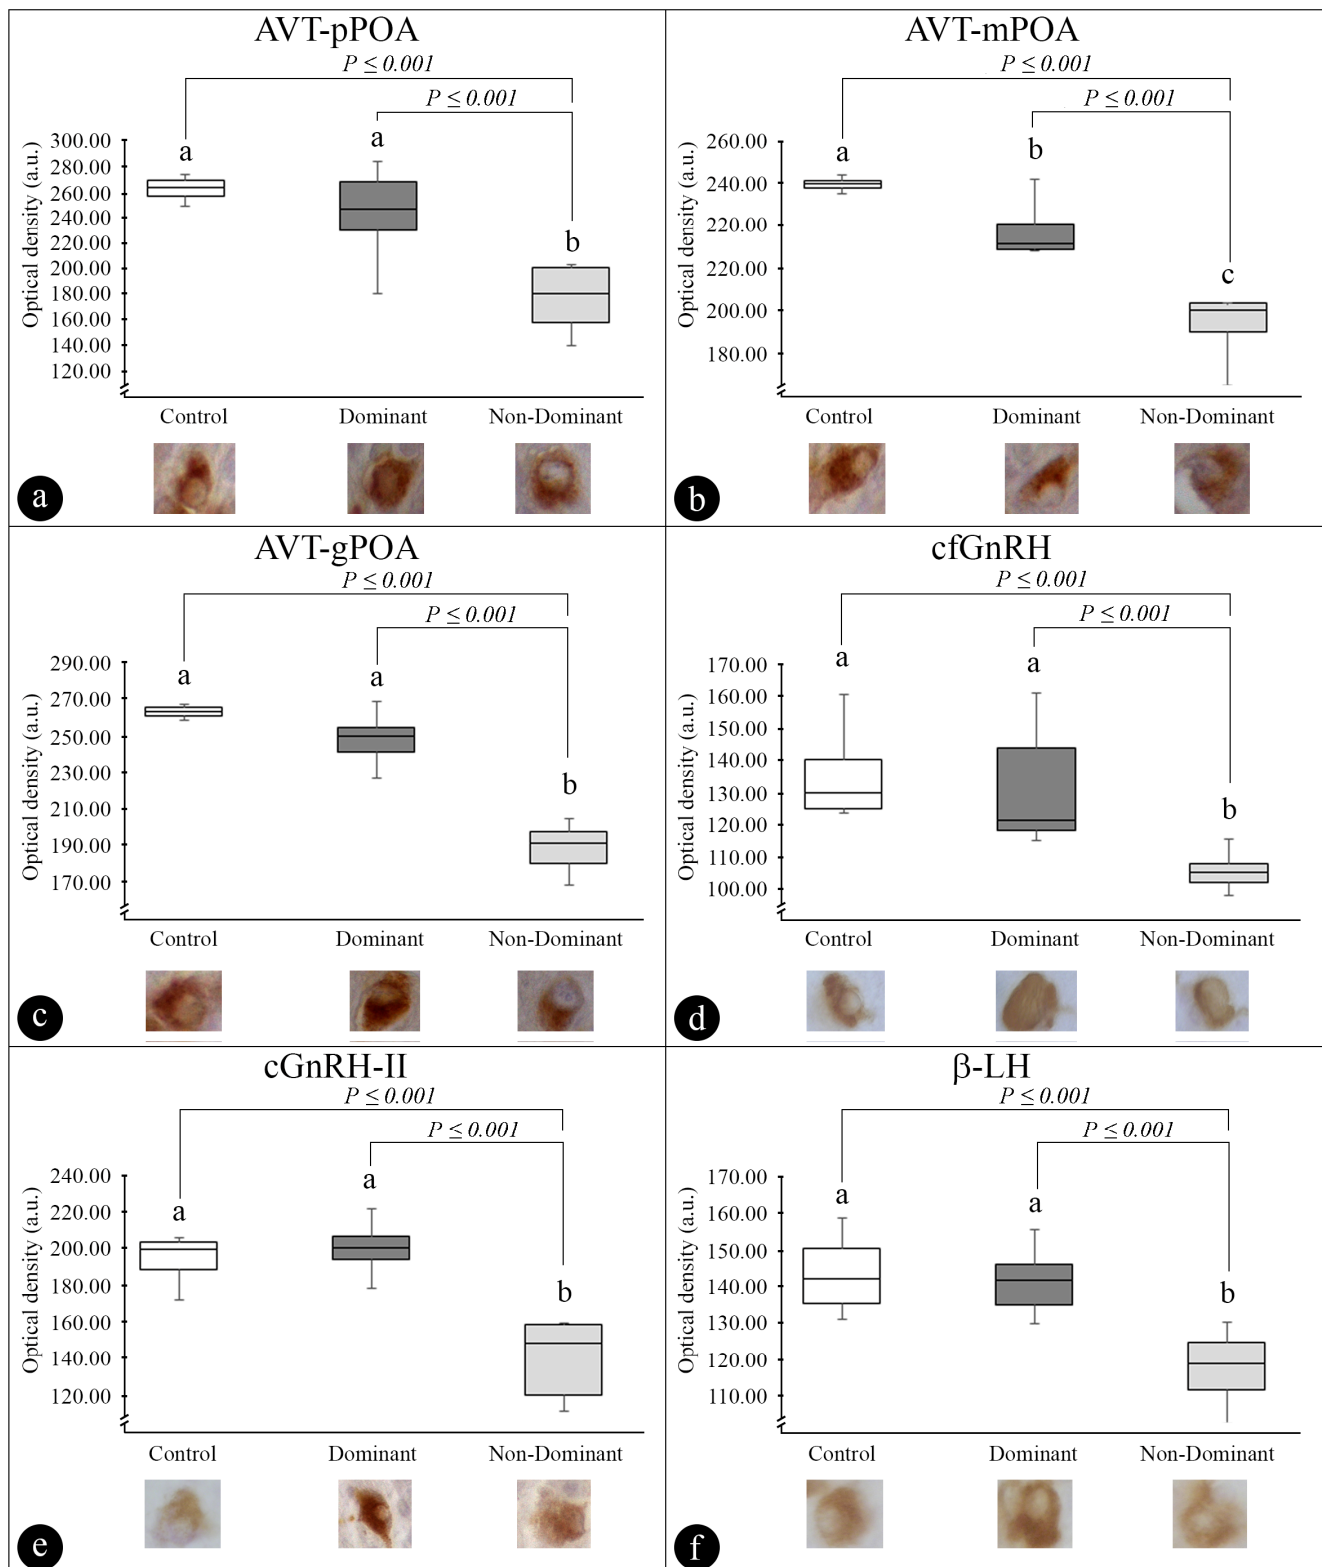 AVT-pPOA
P ≤ 0.001
P ≤ 0.001
Optical density (a.u.)
300.00
280.00
260.00
240.00
220.00
200.00
180.00
160.00
140.00
120.00
a
a
b
Control
Dominant
Non-Dominant
a
AVT-mPOA
P ≤ 0.001
P ≤ 0.001
Optical density (a.u.)
260.00
240.00
220.00
220.00
200.00
180.00
a
b
c
Control
Dominant
Non-Dominant
b
AVT-gPOA
P ≤ 0.001
P ≤ 0.001
Optical density (a.u.)
290.00
270.00
250.00
230.00
210.00
190.00
170.00
a
a
b
Control
Dominant
Non-Dominant
c
cfGnRH
P ≤ 0.001
P ≤ 0.001
Optical density (a.u.)
170.00
160.00
150.00
140.00
130.00
120.00
110.00
100.00
a
a
b
Control
Dominant
Non-Dominant
d
cGnRH-II
P ≤ 0.001
P ≤ 0.001
Optical density (a.u.)
240.00
220.00
200.00
180.00
160.00
140.00
120.00
a
a
b
Control
Dominant
Non-Dominant
e
β-LH
P ≤ 0.001
P ≤ 0.001
Optical density (a.u.)
170.00
160.00
150.00
140.00
130.00
120.00
110.00
a
a
b
Control
Dominant
Non-Dominant
f